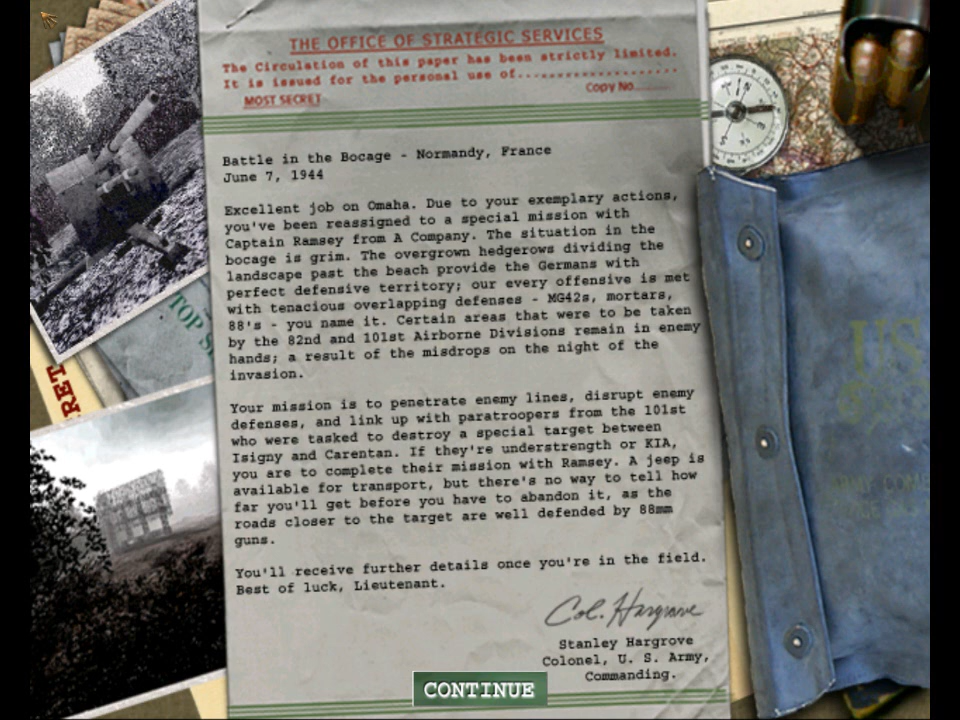 THE OFFICE OF STRATEGIC SERVICES
The Circulation of this paper has been strictly limited.
It is issued for the personal use of..................
MOST SECRET
Copy No.......
Battle in the Bocage - Normandy, France
June 7, 1944
Excellent job on Omaha. Due to your exemplary actions,
you've been reassigned to a special mission with
Captain Ramsey from A Company. The situation in the
bocage is grim. The overgrown hedgerows dividing the
landscape past the beach provide the Germans with
perfect defensive territory; our every offensive is met
with tenacious overlapping defenses - MG42s, mortars,
88's - you name it. Certain areas that were to be taken
by the 82nd and 101st Airborne Divisions remain in enemy
hands; a result of the misdrops on the night of the
invasion.
Your mission is to penetrate enemy lines, disrupt enemy
defenses, and link up with paratroopers from the 101st
who were tasked to destroy a special target between
Isigny and Carentan. If they're understrength or KIA,
you are to complete their mission with Ramsey. A jeep is
available for transport, but there's no way to tell how
far you'll get before you have to abandon it, as the
roads closer to the target are well defended by 88mm
guns.
You'll receive further details once you're in the field.
Best of luck, Lieutenant.
Col. Hargrove
Stanley Hargrove
Colonel, U. S. Army,
Commanding.
CONTINUE
TOP S
RET
US